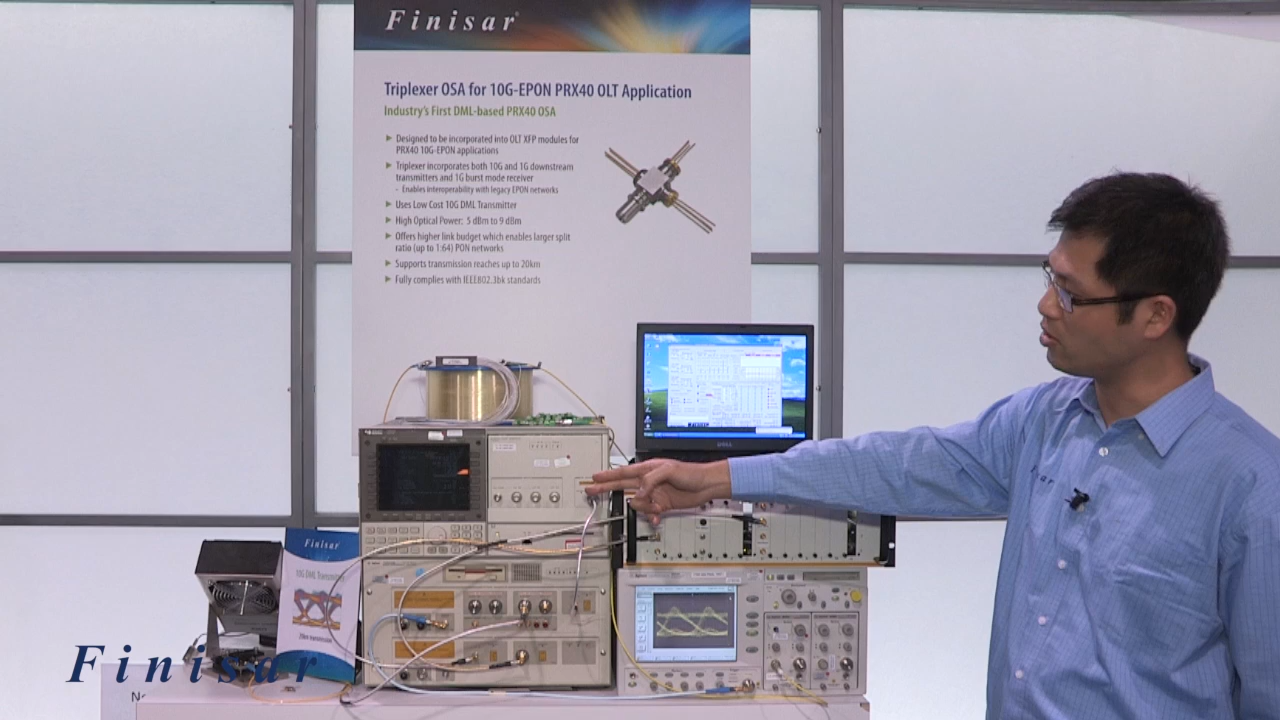 Finisar
Triplexer OSA for 10G-EPON PRX40 OLT Application
Industry's First DML-based PRX40 OSA
Designed to be incorporated into OLT XFP modules for
PRX40 10G-EPON applications
Triplexer incorporates both 10G and 1G downstream
transmitters and 1G burst mode receiver
- Enables interoperability with legacy EPON networks
Uses Low Cost 10G DML Transmitter
High Optical Power: 5 dBm to 9 dBm
Offers higher link budget which enables larger split
ratio (up to 1:64) PON networks
Supports transmission reaches up to 20km
Fully complies with IEEE802.3bk standards
DELL
Finisar
10G DML
Finisar